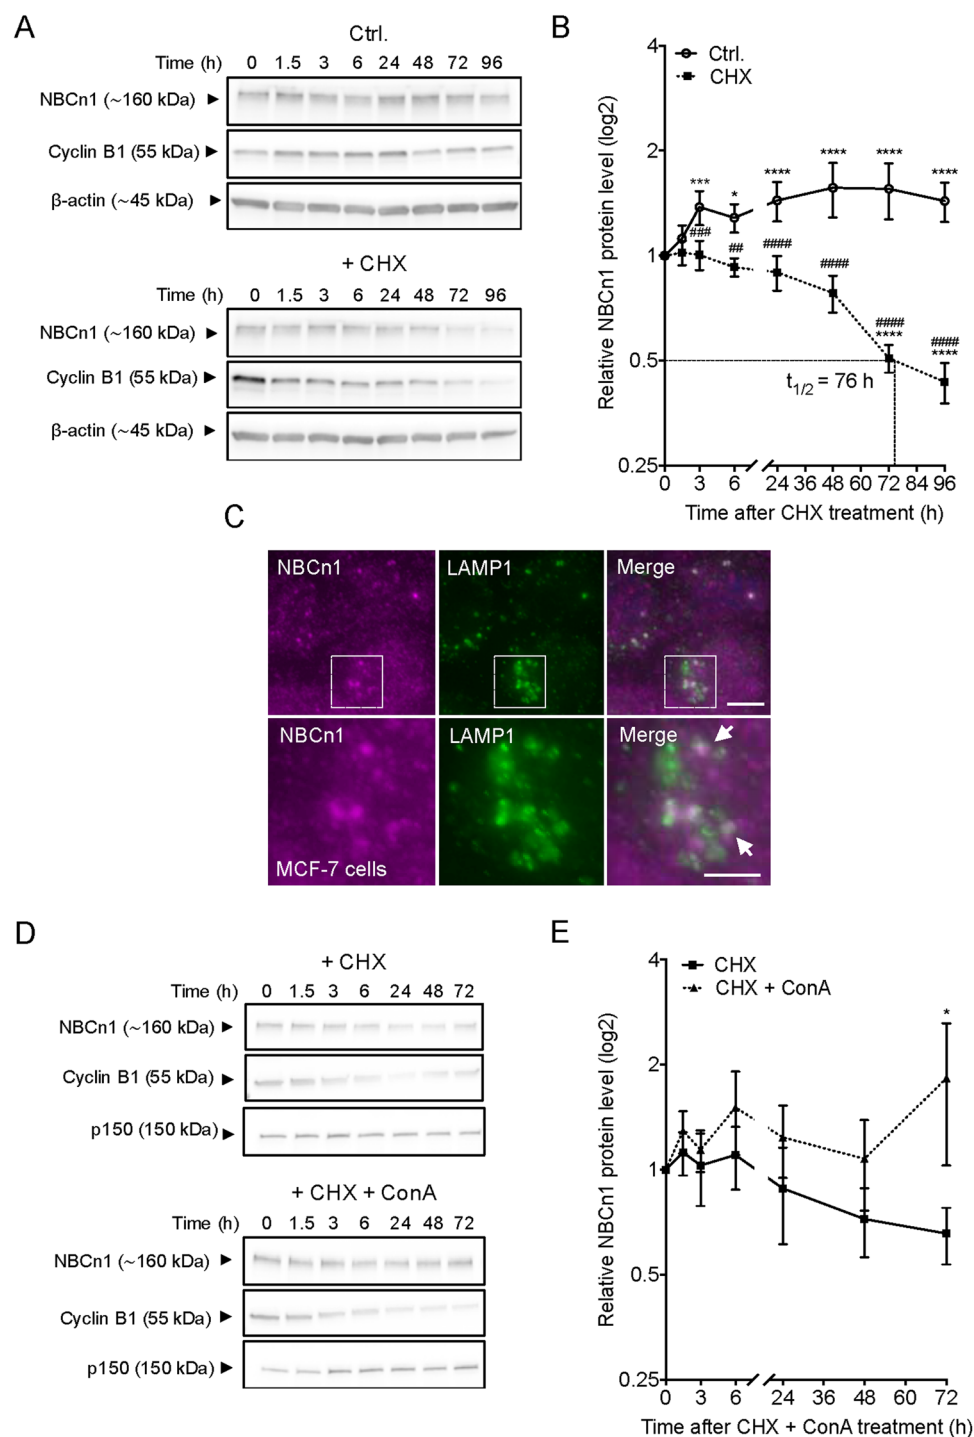 A
Ctrl.
Time (h) 0 1.5 3 6 24 48 72 96
NBCn1 (~160 kDa)
Cyclin B1 (55 kDa)
β-actin (~45 kDa)
+ CHX
Time (h) 0 1.5 3 6 24 48 72 96
NBCn1 (~160 kDa)
Cyclin B1 (55 kDa)
β-actin (~45 kDa)
B
Relative NBCn1 protein level (log2)
Ctrl.
CHX
4
2
1
0.5
0.25
*** * **** **** **** ****
### ## #### #### #### ####
**** ****
t1/2 = 76 h
0 3 6 24 36 48 60 72 84 96
Time after CHX treatment (h)
C
NBCn1 LAMP1 Merge
NBCn1 LAMP1 Merge
MCF-7 cells
D
+ CHX
Time (h) 0 1.5 3 6 24 48 72
NBCn1 (~160 kDa)
Cyclin B1 (55 kDa)
p150 (150 kDa)
+ CHX + ConA
Time (h) 0 1.5 3 6 24 48 72
NBCn1 (~160 kDa)
Cyclin B1 (55 kDa)
p150 (150 kDa)
E
Relative NBCn1 protein level (log2)
CHX
CHX + ConA
4
2
1
0.5
0.25
*
0 3 6 24 36 48 60 72
Time after CHX + ConA treatment (h)